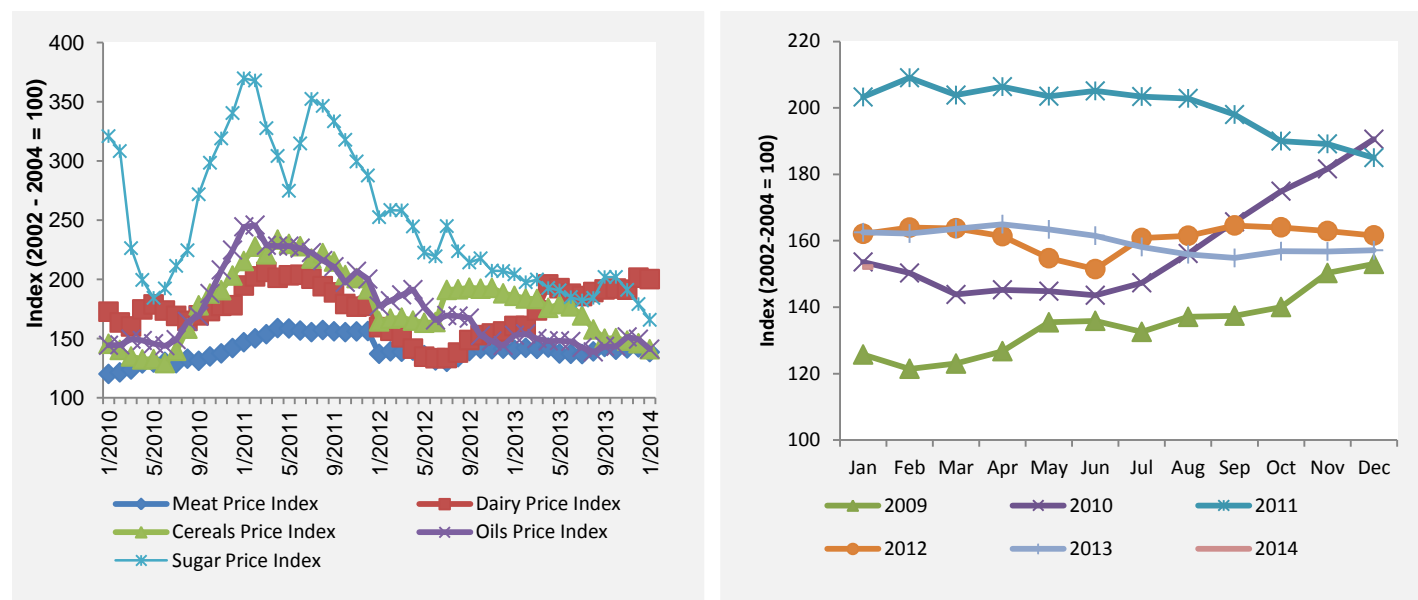 Index (2002 - 2004 = 100)
400
350
300
250
200
150
100
1/2010
5/2010
9/2010
1/2011
5/2011
9/2011
1/2012
5/2012
9/2012
1/2013
5/2013
9/2013
1/2014
Meat Price Index
Dairy Price Index
Cereals Price Index
Oils Price Index
Sugar Price Index
Index (2002-2004 = 100)
220
200
180
160
140
120
100
Jan Feb Mar Apr May Jun Jul Aug Sep Oct Nov Dec
2009 2010 2011
2012 2013 2014